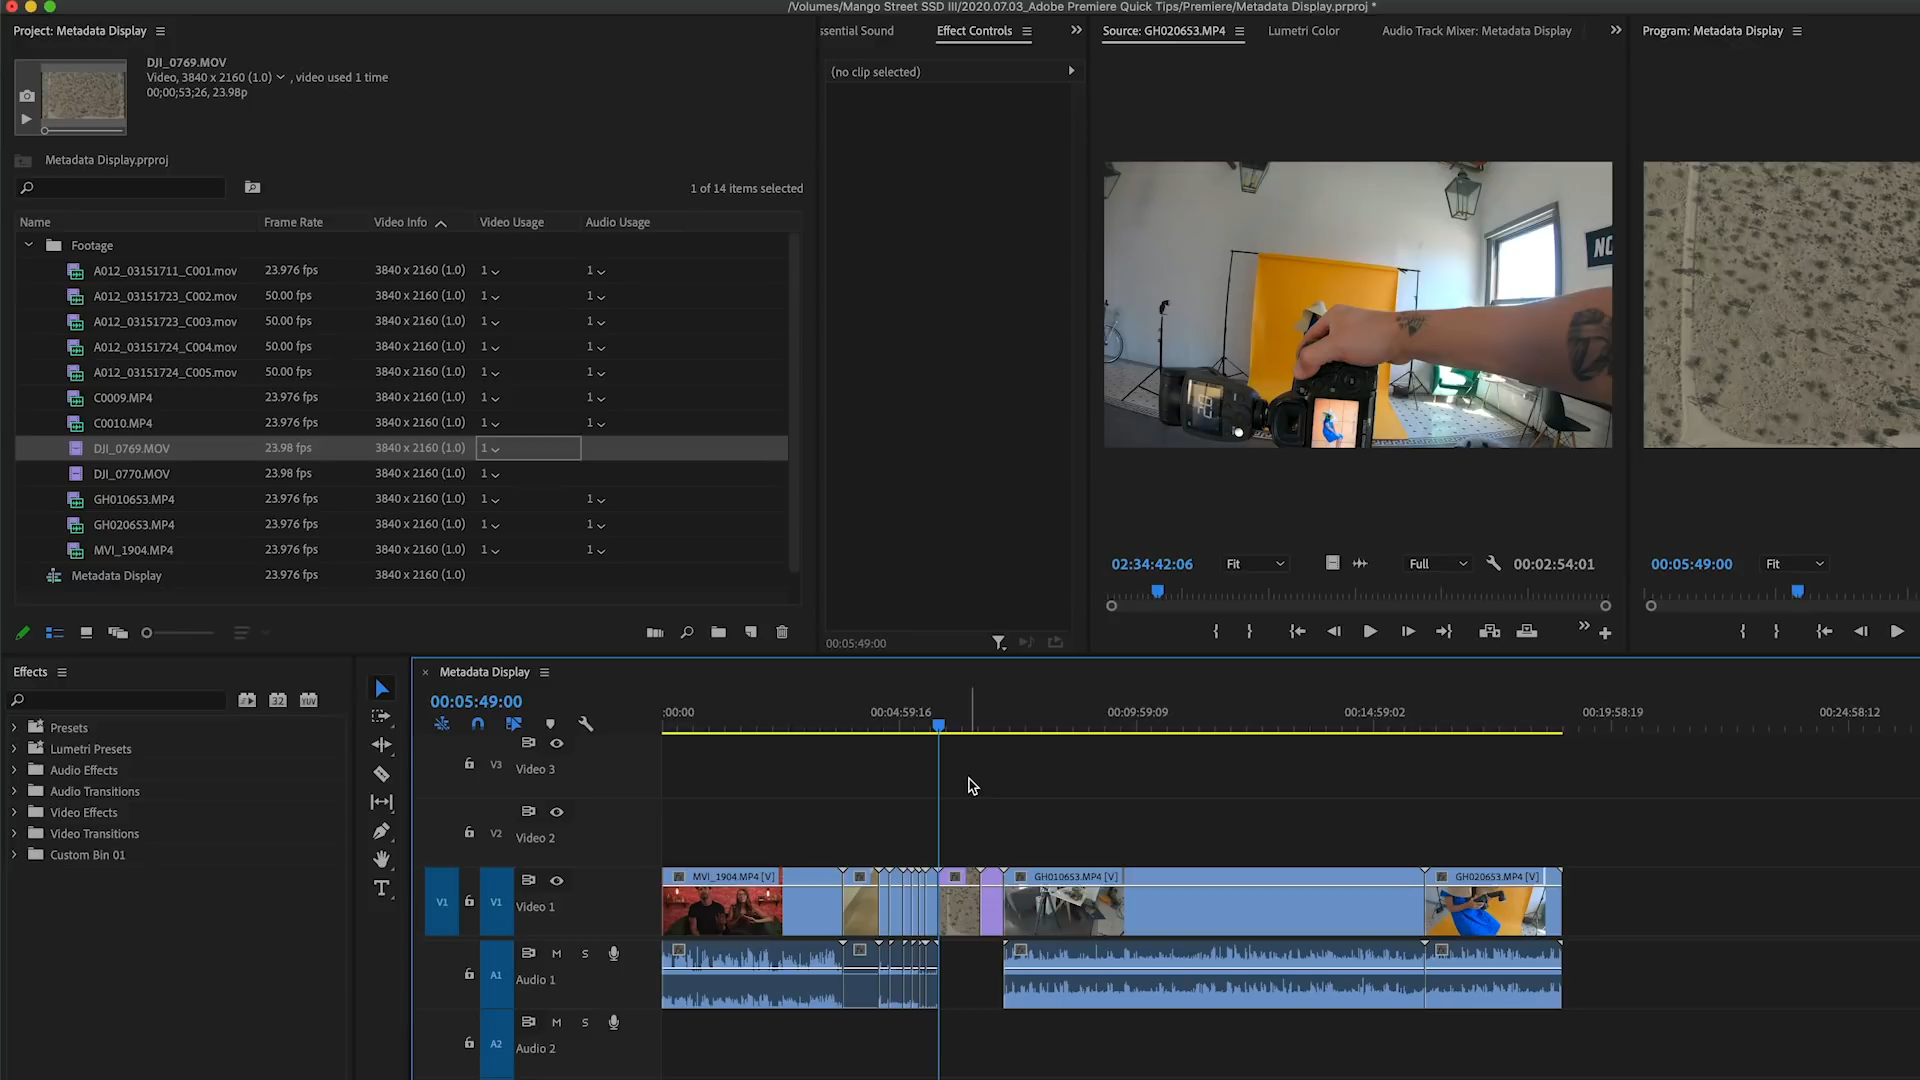 /Volumes/Mango Street SSD III/2020.07.03_Adobe Premiere Quick Tips/Premiere/Metadata Display.prproj *
Project: Metadata Display
DJI_0769.MOV
Video, 3840 x 2160 (1.0) , video used 1 time
00;00;53;26, 23.98p
Metadata Display.prproj
1 of 14 items selected
Name Frame Rate Video Info Video Usage Audio Usage
Footage
A012_03151711_C001.mov 23.976 fps 3840 x 2160 (1.0) 1 1
A012_03151723_C002.mov 50.00 fps 3840 x 2160 (1.0) 1 1
A012_03151723_C003.mov 50.00 fps 3840 x 2160 (1.0) 1 1
A012_03151724_C004.mov 50.00 fps 3840 x 2160 (1.0) 1 1
A012_03151724_C005.mov 50.00 fps 3840 x 2160 (1.0) 1 1
C0009.MP4 23.976 fps 3840 x 2160 (1.0) 1 1
C0010.MP4 23.976 fps 3840 x 2160 (1.0) 1 1
DJI_0769.MOV 23.98 fps 3840 x 2160 (1.0) 1
DJI_0770.MOV 23.98 fps 3840 x 2160 (1.0) 1
GH010653.MP4 23.976 fps 3840 x 2160 (1.0) 1 1
GH020653.MP4 23.976 fps 3840 x 2160 (1.0) 1 1
MVI_1904.MP4 23.976 fps 3840 x 2160 (1.0) 1 1
Metadata Display 23.976 fps 3840 x 2160 (1.0)
ssential Sound Effect Controls
(no clip selected)
00:05:49:00
Source: GH020653.MP4 Lumetri Color Audio Track Mixer: Metadata Display
NO
02:34:42:06 Fit Full 00:02:54:01
Program: Metadata Display
00:05:49:00 Fit
Effects
32 YUV
Presets
Lumetri Presets
Audio Effects
Audio Transitions
Video Effects
Video Transitions
Custom Bin 01
T
× Metadata Display
00:05:49:00
:00:00 00:04:59:16 00:09:59:09 00:14:59:02 00:19:58:19 00:24:58:12
V3 Video 3
V2 Video 2
V1 V1 Video 1
MVI_1904.MP4 [V] GH010653.MP4 [V] GH020653.MP4 [V]
M S
A1 Audio 1
M S
A2 Audio 2